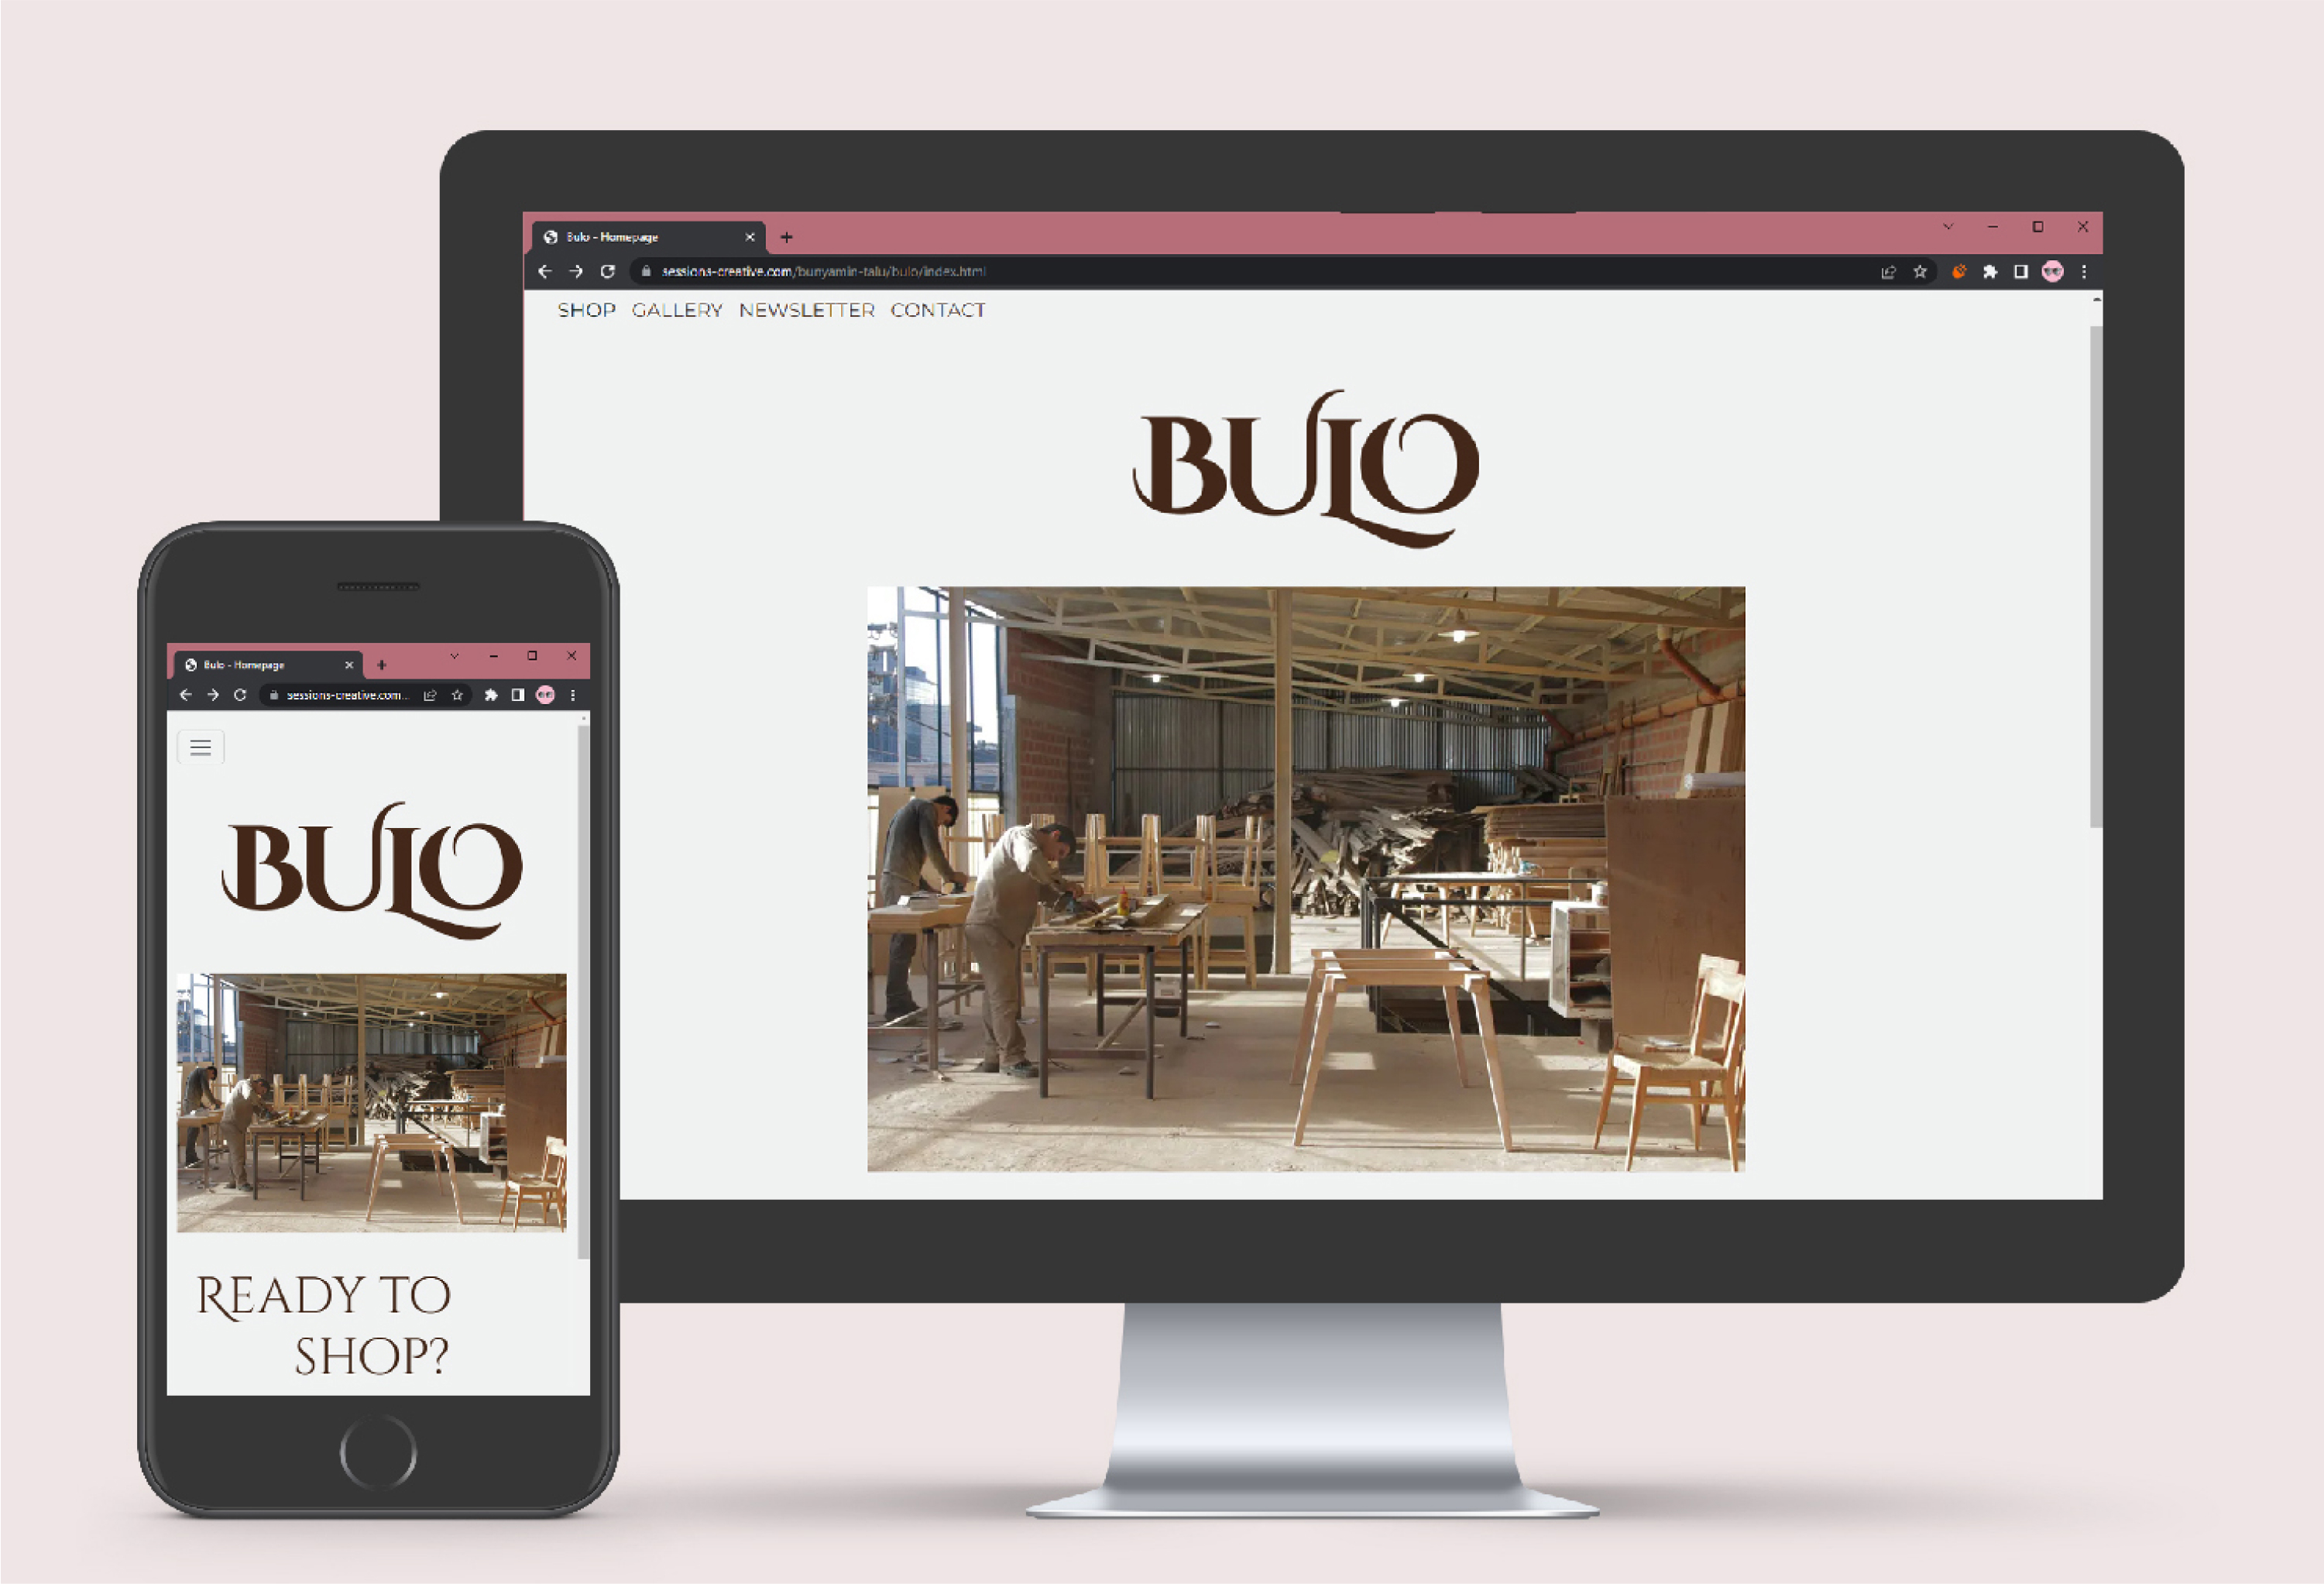 Bulo - Homepage
sessions-creative.com/bunyamin-talu/bulo/index.html
SHOP GALLERY NEWSLETTER CONTACT
BULO
Bulo - Homepage
sessions-creative.com...
BULO
READY TO
SHOP?